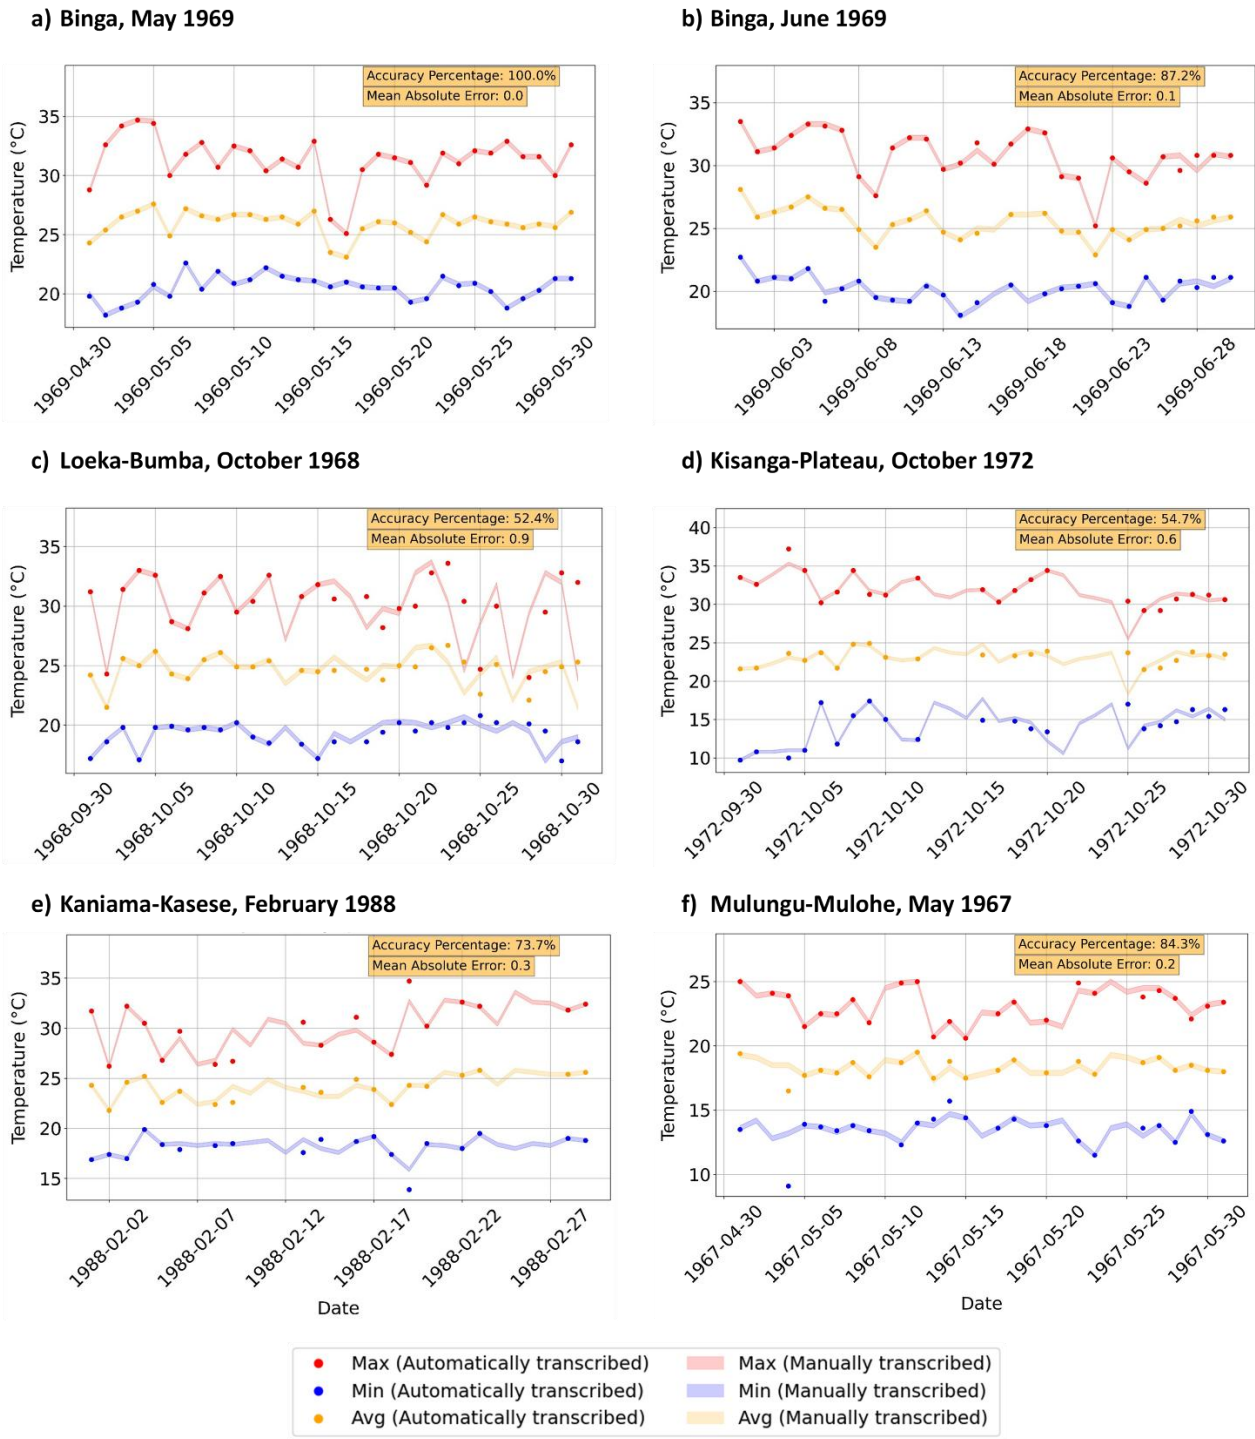 a) Binga, May 1969
Accuracy Percentage: 100.0%
Mean Absolute Error: 0.0
Temperature (°C)
35
30
25
20
1969-04-30
1969-05-05
1969-05-10
1969-05-15
1969-05-20
1969-05-25
1969-05-30
b) Binga, June 1969
Accuracy Percentage: 87.2%
Mean Absolute Error: 0.1
Temperature (°C)
35
30
25
20
1969-06-03
1969-06-08
1969-06-13
1969-06-18
1969-06-23
1969-06-28
c) Loeka-Bumba, October 1968
Accuracy Percentage: 52.4%
Mean Absolute Error: 0.9
Temperature (°C)
35
30
25
20
1968-09-30
1968-10-05
1968-10-10
1968-10-15
1968-10-20
1968-10-25
1968-10-30
d) Kisanga-Plateau, October 1972
Accuracy Percentage: 54.7%
Mean Absolute Error: 0.6
Temperature (°C)
40
35
30
25
20
15
10
1972-09-30
1972-10-05
1972-10-10
1972-10-15
1972-10-20
1972-10-25
1972-10-30
e) Kaniama-Kasese, February 1988
Accuracy Percentage: 73.7%
Mean Absolute Error: 0.3
Temperature (°C)
35
30
25
20
15
1988-02-02
1988-02-07
1988-02-12
1988-02-17
1988-02-22
1988-02-27
Date
f) Mulungu-Mulohe, May 1967
Accuracy Percentage: 84.3%
Mean Absolute Error: 0.2
Temperature (°C)
25
20
15
10
1967-04-30
1967-05-05
1967-05-10
1967-05-15
1967-05-20
1967-05-25
1967-05-30
Date
Max (Automatically transcribed)
Min (Automatically transcribed)
Avg (Automatically transcribed)
Max (Manually transcribed)
Min (Manually transcribed)
Avg (Manually transcribed)